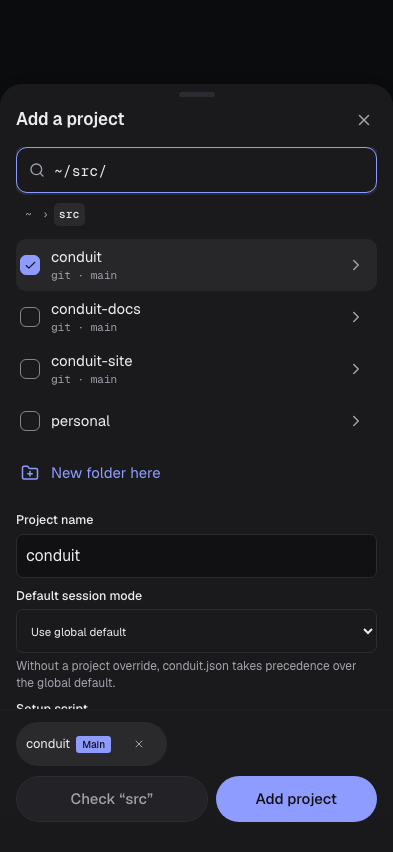 Add a project
~/src/
~ › src
conduit
git · main
conduit-docs
git · main
conduit-site
git · main
personal
New folder here
Project name
conduit
Default session mode
Use global default
Without a project override, conduit.json takes precedence over
the global default.
Setup script
conduit Main
Check “src”
Add project